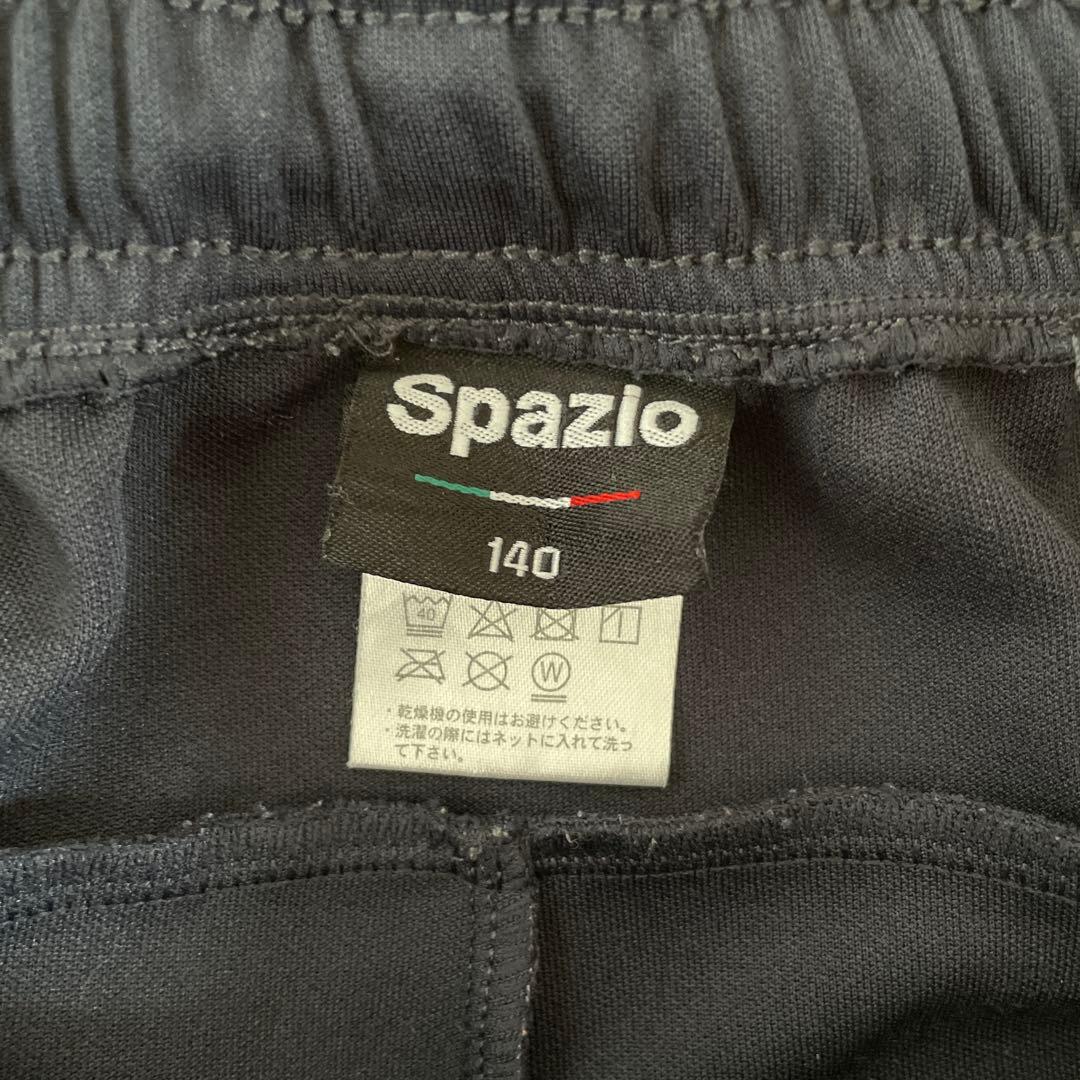 Spazio
140
40
W
・乾燥機の使用はお避けください。
・洗濯の際にはネットに入れて洗っ
て下さい。